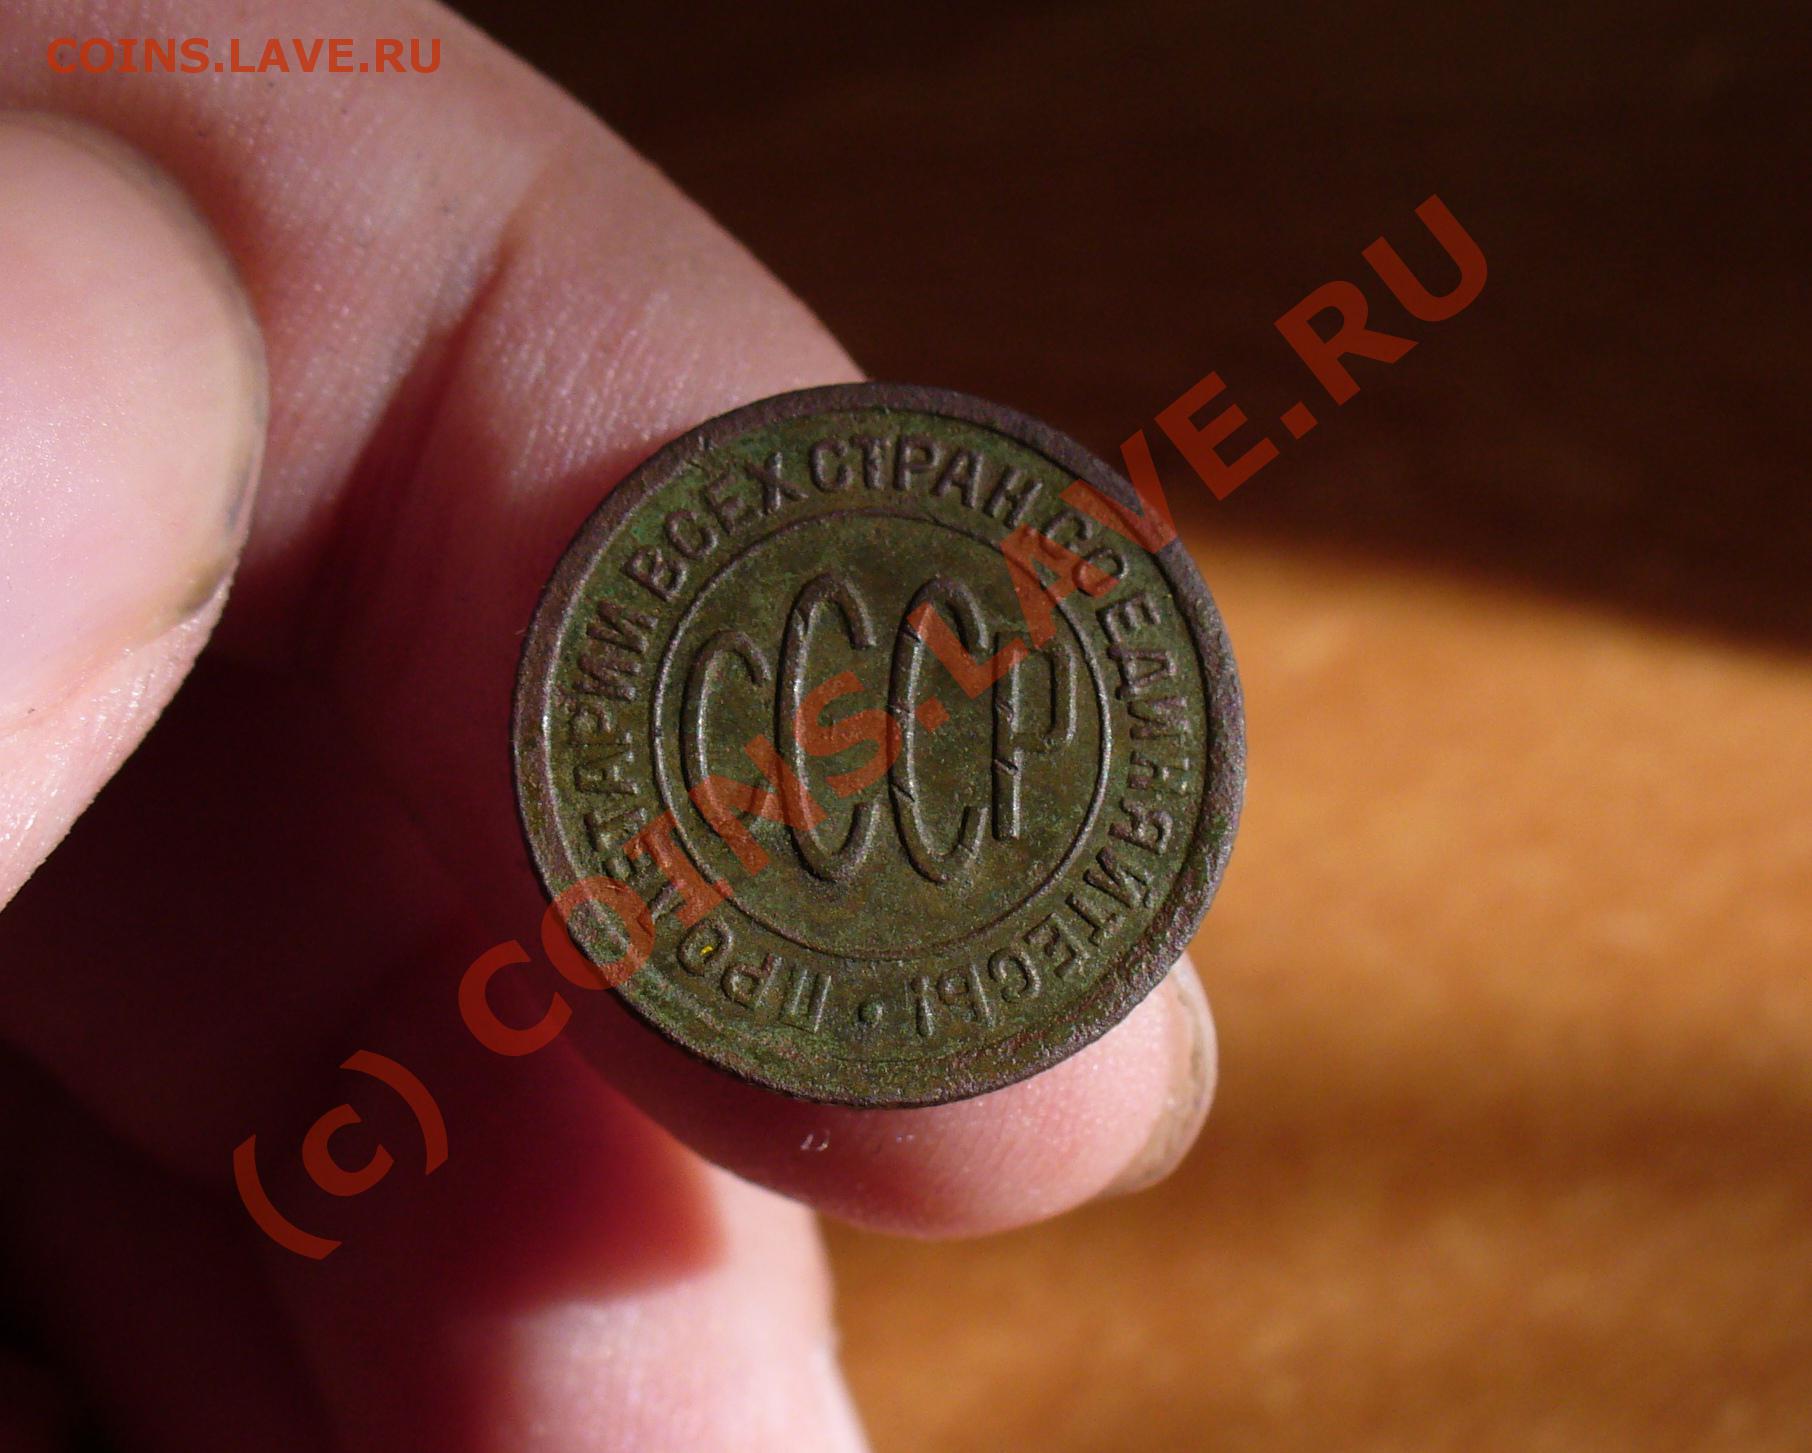 COINS.LAVE.RU
ПРОЛЕТАРИИ ВСЕХ СТРАН СОЕДИНЯЙТЕСЬ! •
СССР
(c) COINS.LAVE.RU